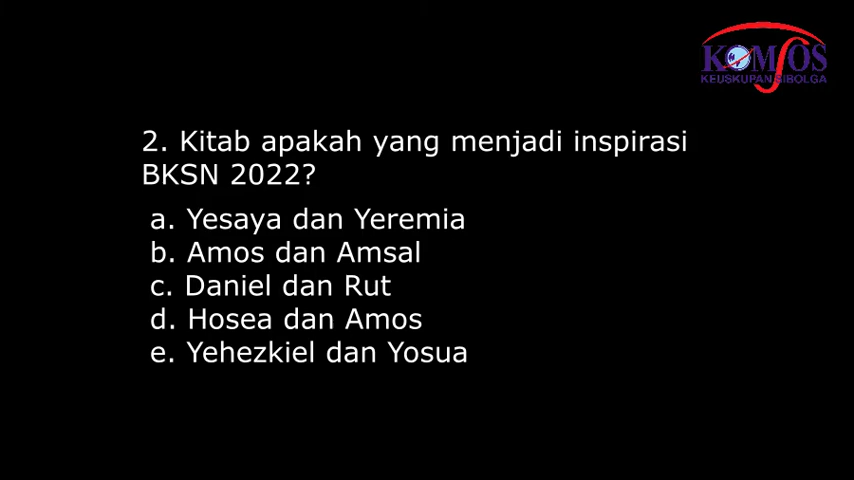 KOMSOS
KEUSKUPAN SIBOLGA
2. Kitab apakah yang menjadi inspirasi
BKSN 2022?
a. Yesaya dan Yeremia
b. Amos dan Amsal
c. Daniel dan Rut
d. Hosea dan Amos
e. Yehezkiel dan Yosua